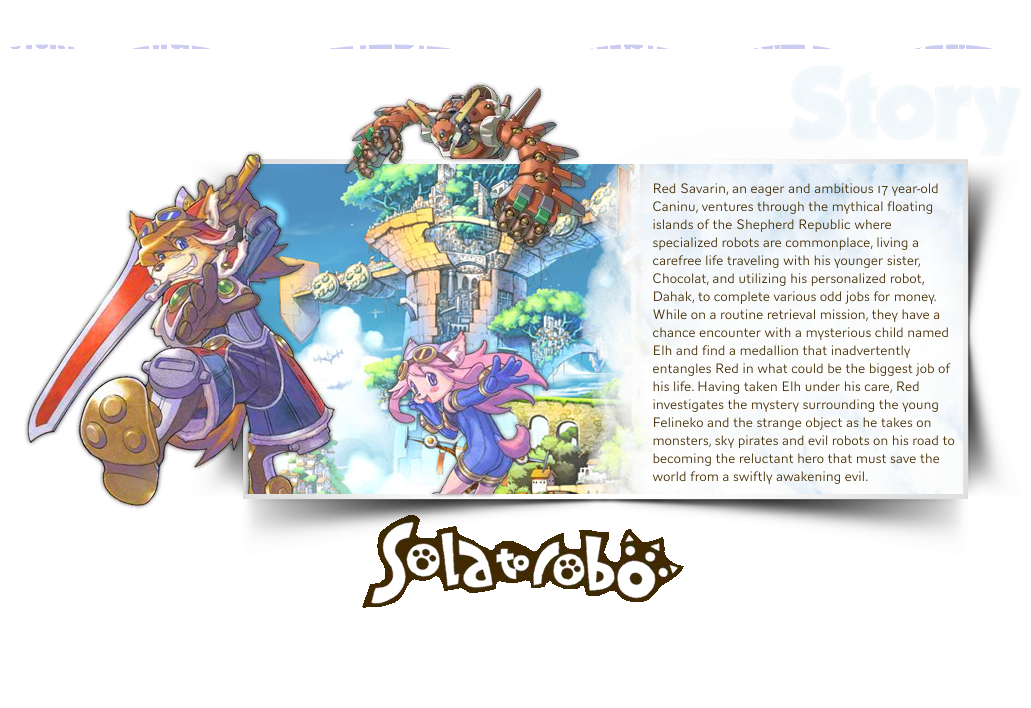 Story
Red Savarin, an eager and ambitious 17 year-old
Caninu, ventures through the mythical floating
islands of the Shepherd Republic where
specialized robots are commonplace, living a
carefree life traveling with his younger sister,
Chocolat, and utilizing his personalized robot,
Dahak, to complete various odd jobs for money.
While on a routine retrieval mission, they have a
chance encounter with a mysterious child named
Elh and find a medallion that inadvertently
entangles Red in what could be the biggest job of
his life. Having taken Elh under his care, Red
investigates the mystery surrounding the young
Felineko and the strange object as he takes on
monsters, sky pirates and evil robots on his road to
becoming the reluctant hero that must save the
world from a swiftly awakening evil.
Solatorobo